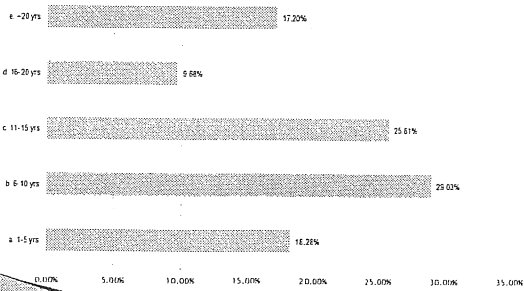 e. +20 yrs 17.20%
d 16-20 yrs 9.68%
c. 11-15 yrs 25.81%
b 6-10 yrs 29.03%
a. 1-5 yrs 18.28%
0.00% 5.00% 10.00% 15.00% 20.00% 25.00% 30.00% 35.00%